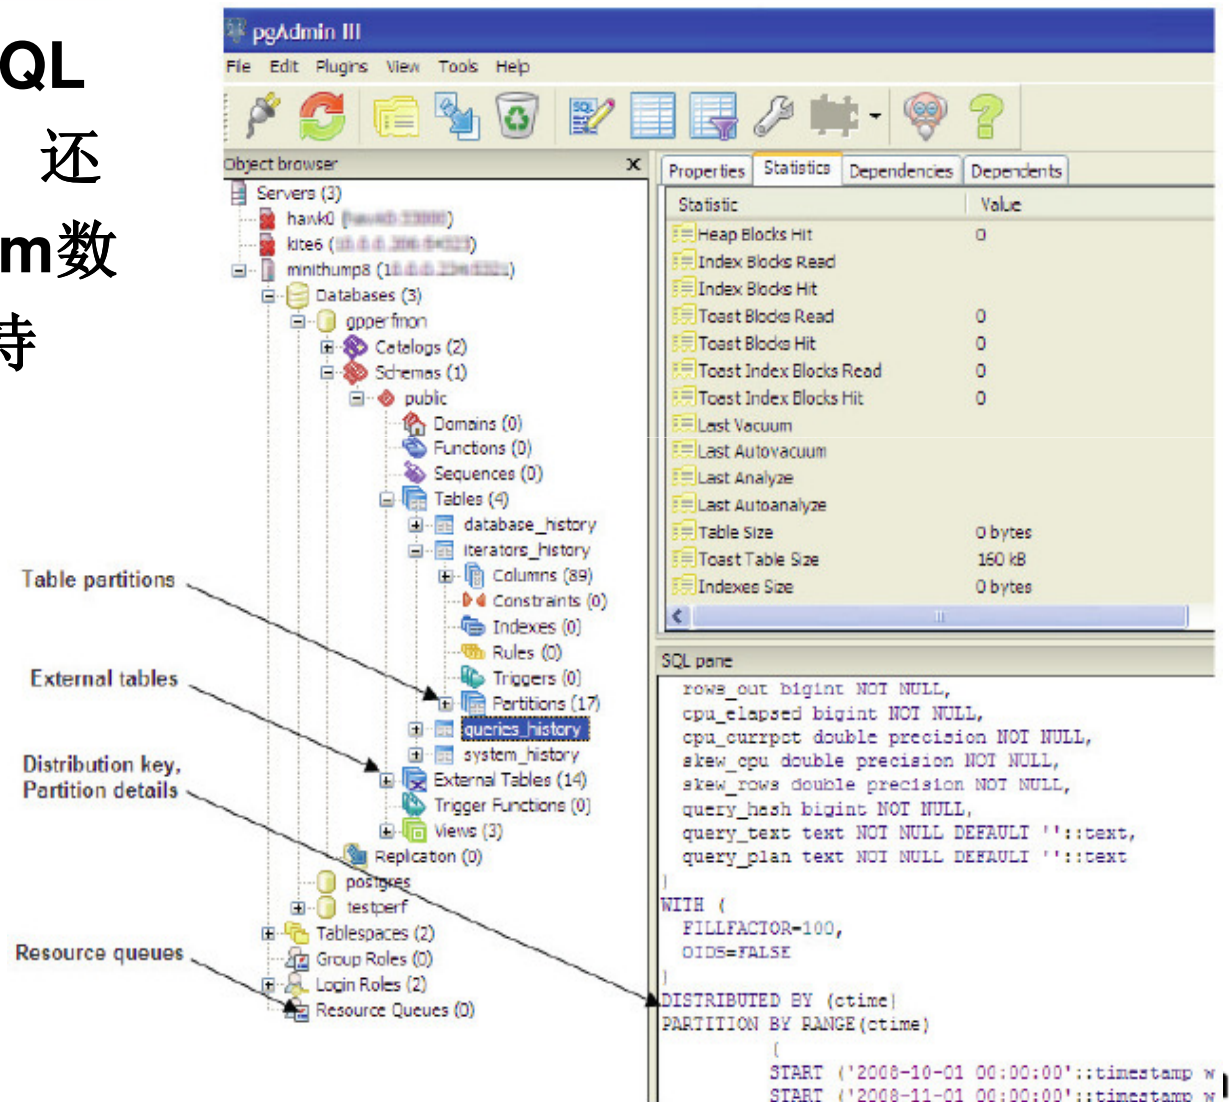 QL
还
m数
pgAdmin III
File Edit Plugins View Tools Help
Object browser X
Servers (3)
hawk0
kite6
minithump8
Databases (3)
gpperfmon
Catalogs (2)
Schemas (1)
public
Domains (0)
Functions (0)
Sequences (0)
Tables (4)
database_history
iterators_history
Columns (89)
Constraints (0)
Indexes (0)
Rules (0)
Triggers (0)
Partitions (17)
queries_history
system_history
External Tables (14)
Trigger Functions (0)
Views (3)
Replication (0)
postgres
testperf
Tablespaces (2)
Group Roles (0)
Login Roles (2)
Resource Queues (0)
Table partitions
External tables
Distribution key,
Partition details
Resource queues
Properties Statistics Dependencies Dependents
Statistic Value
Heap Blocks Hit 0
Index Blocks Read
Index Blocks Hit
Toast Blocks Read 0
Toast Blocks Hit 0
Toast Index Blocks Read 0
Toast Index Blocks Hit 0
Last Vacuum
Last Autovacuum
Last Analyze
Last Autoanalyze
Table Size 0 bytes
Toast Table Size 160 kB
Indexes Size 0 bytes
SQL pane
rows_out bigint NOT NULL,
cpu_elapsed bigint NOT NULL,
cpu_currpct double precision NOT NULL,
skew_cpu double precision NOT NULL,
skew_rows double precision NOT NULL,
query_hash bigint NOT NULL,
query_text text NOT NULL DEFAULT ''::text,
query_plan text NOT NULL DEFAULT ''::text
)
WITH (
FILLFACTOR=100,
OIDS=FALSE
)
DISTRIBUTED BY (ctime)
PARTITION BY RANGE(ctime)
(
START ('2008-10-01 00:00:00'::timestamp w
START ('2008-11-01 00:00:00'::timestamp w